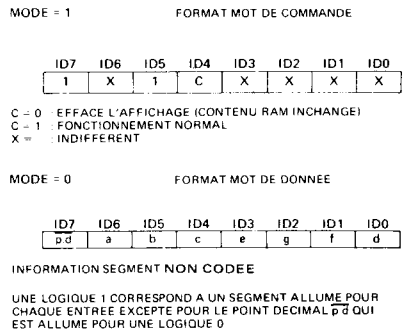 MODE = 1 FORMAT MOT DE COMMANDE
ID7 ID6 ID5 ID4 ID3 ID2 ID1 ID0
1 X 1 C X X X X
C = 0 : EFFACE L'AFFICHAGE (CONTENU RAM INCHANGE)
C = 1 : FONCTIONNEMENT NORMAL
X = : INDIFFERENT
MODE = 0 FORMAT MOT DE DONNEE
ID7 ID6 ID5 ID4 ID3 ID2 ID1 ID0
p.d a b c e g f d
INFORMATION SEGMENT NON CODEE
UNE LOGIQUE 1 CORRESPOND A UN SEGMENT ALLUME POUR
CHAQUE ENTREE EXCEPTE POUR LE POINT DECIMAL p d QUI
EST ALLUME POUR UNE LOGIQUE 0